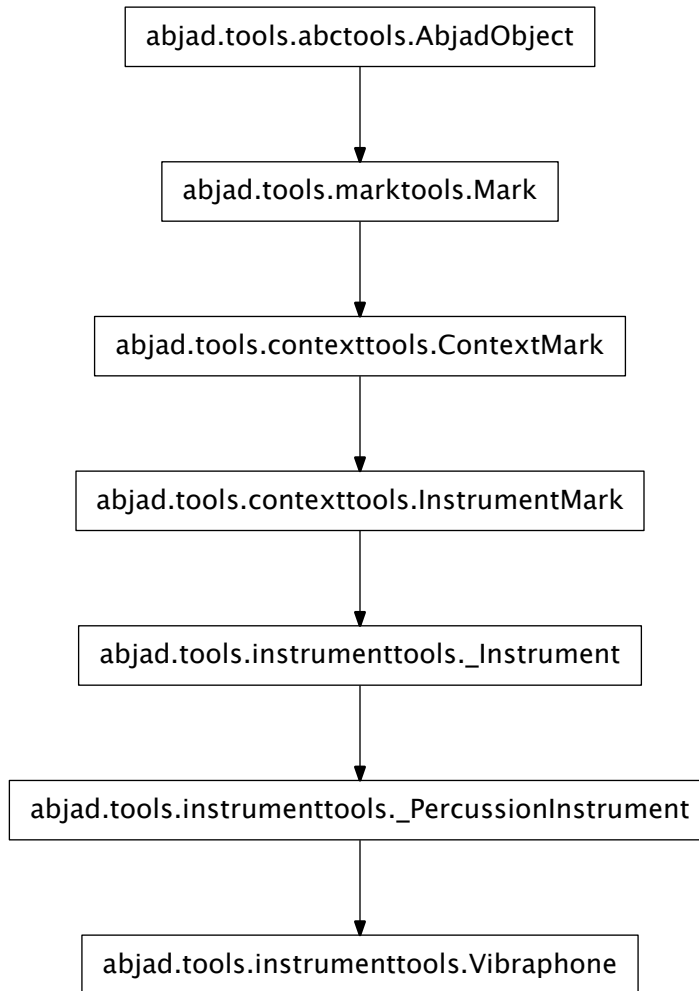 abjad.tools.abctools.AbjadObject
abjad.tools.marktools.Mark
abjad.tools.contexttools.ContextMark
abjad.tools.contexttools.InstrumentMark
abjad.tools.instrumenttools._Instrument
abjad.tools.instrumenttools._PercussionInstrument
abjad.tools.instrumenttools.Vibraphone